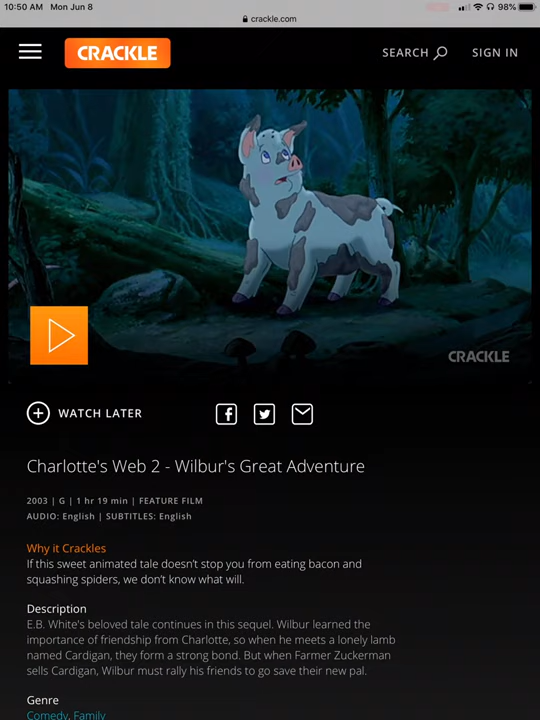 10:50 AM Mon Jun 8
98%
crackle.com
CRACKLE
SEARCH
SIGN IN
CRACKLE
WATCH LATER
Charlotte's Web 2 - Wilbur's Great Adventure
2003 | G | 1 hr 19 min | FEATURE FILM
AUDIO: English | SUBTITLES: English
Why it Crackles
If this sweet animated tale doesn't stop you from eating bacon and
squashing spiders, we don't know what will.
Description
E.B. White's beloved tale continues in this sequel. Wilbur learned the
importance of friendship from Charlotte, so when he meets a lonely lamb
named Cardigan, they form a strong bond. But when Farmer Zuckerman
sells Cardigan, Wilbur must rally his friends to go save their new pal.
Genre
Comedy, Family